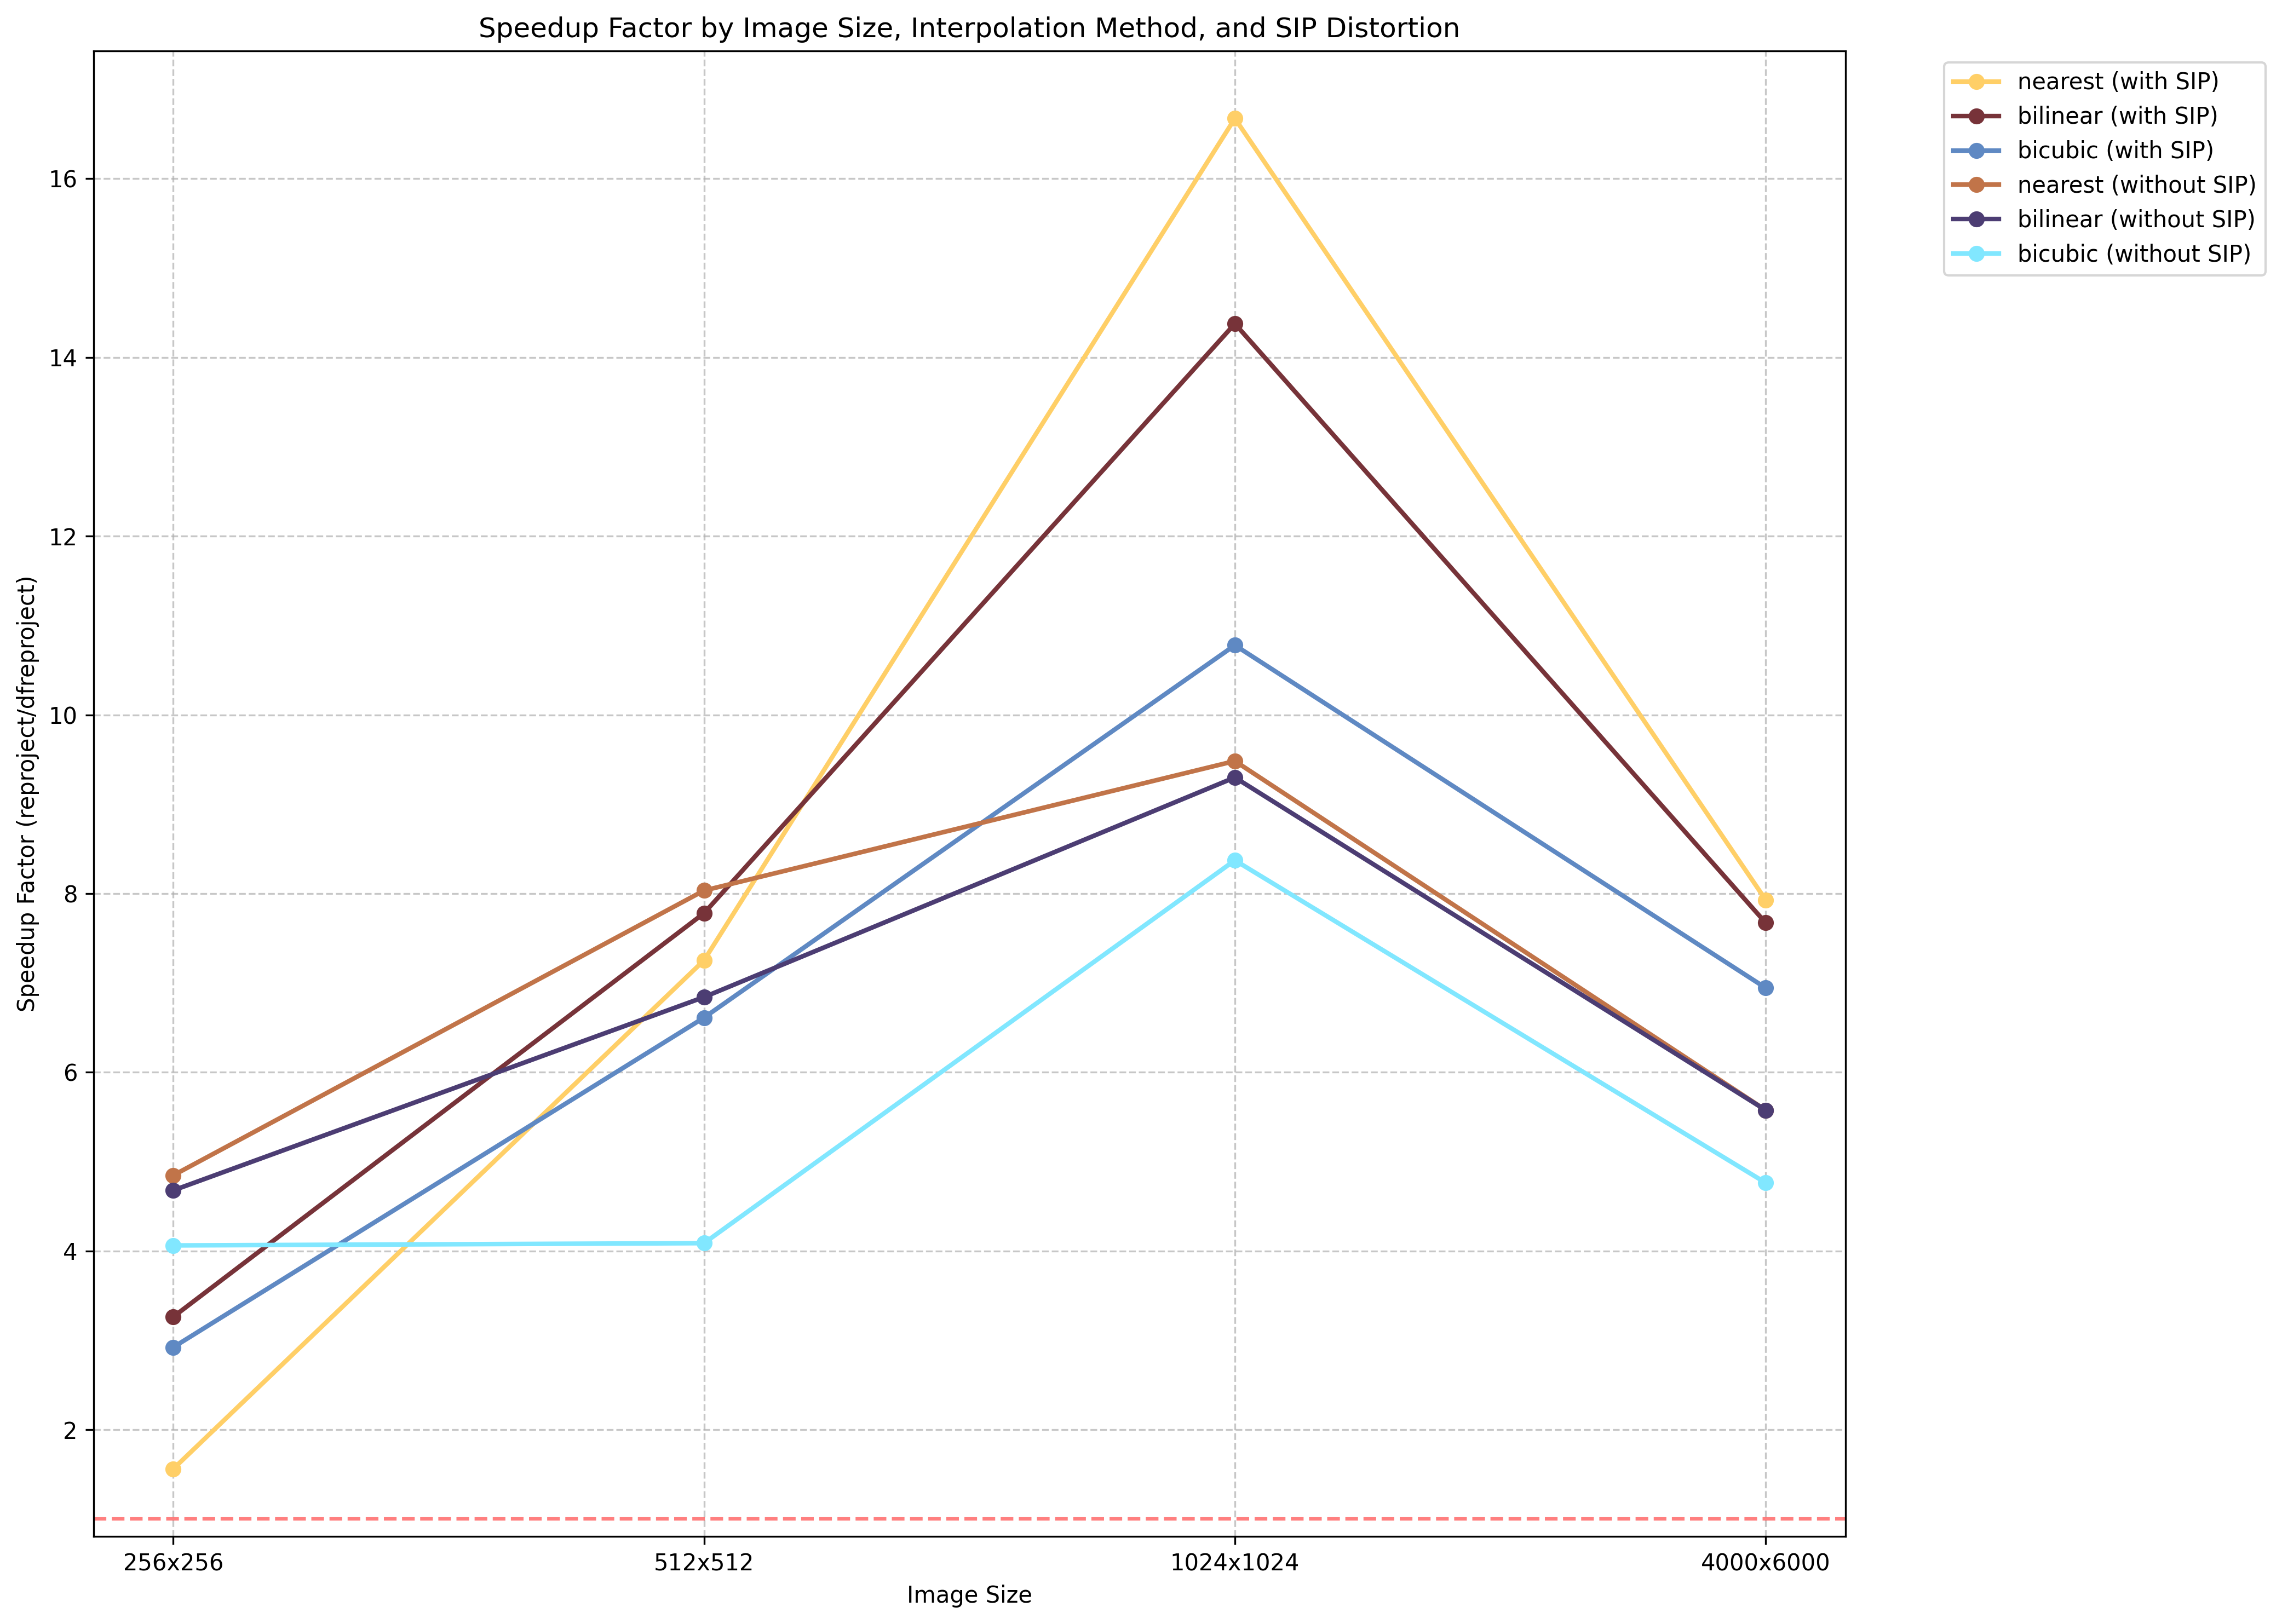 Speedup Factor by Image Size, Interpolation Method, and SIP Distortion
nearest (with SIP)
bilinear (with SIP)
bicubic (with SIP)
nearest (without SIP)
bilinear (without SIP)
bicubic (without SIP)
Speedup Factor (reproject/dfreproject)
16
14
12
10
8
6
4
2
256x256
512x512
1024x1024
4000x6000
Image Size